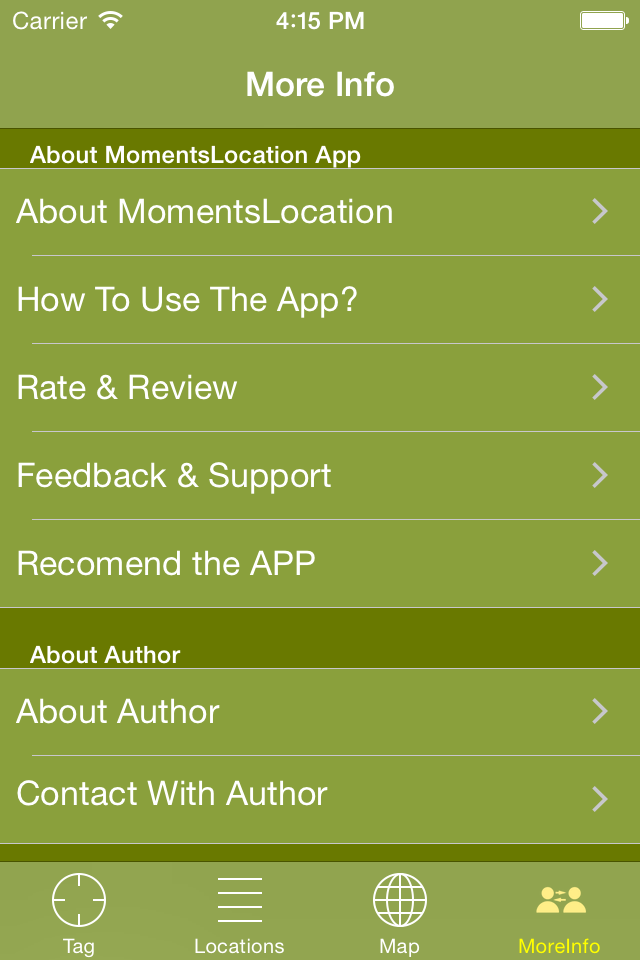 Carrier 4:15 PM
More Info
About MomentsLocation App
About MomentsLocation
How To Use The App?
Rate & Review
Feedback & Support
Recomend the APP
About Author
About Author
Contact With Author
Tag Locations Map MoreInfo